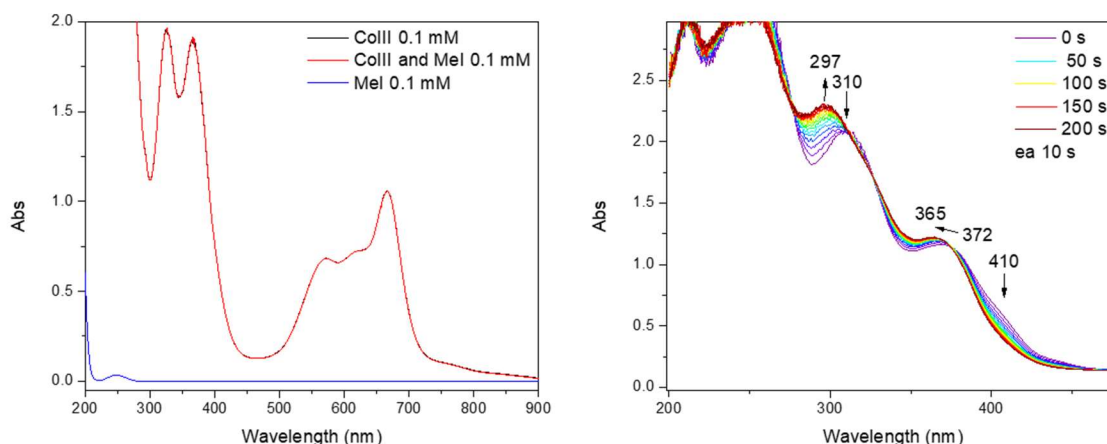 2.0
1.5
1.0
0.5
0.0
Abs
200 300 400 500 600 700 800 900
Wavelength (nm)
CoIII 0.1 mM
CoIII and MeI 0.1 mM
MeI 0.1 mM
2.5
2.0
1.5
1.0
0.5
0.0
Abs
200 300 400
Wavelength (nm)
297
310
365
372
410
0 s
50 s
100 s
150 s
200 s
ea 10 s